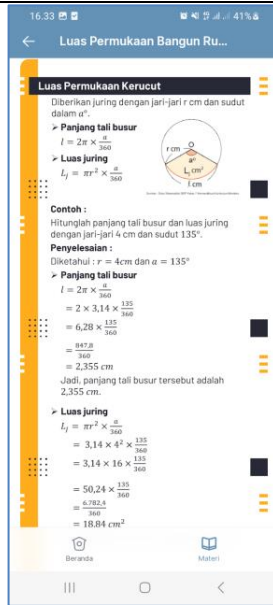 16.33
41%
Luas Permukaan Bangun Ru...
Luas Permukaan Kerucut
Diberikan juring dengan jari-jari r cm dan sudut
dalam α°.
➢ Panjang tali busur
l = 2π × α/360
➢ Luas juring
Lj = πr² × α/360
r cm
O
α°
L cm²
l cm
Contoh :
Hitunglah panjang tali busur dan luas juring
dengan jari-jari 4 cm dan sudut 135°.
Penyelesaian :
Diketahui : r = 4cm dan α = 135°
➢ Panjang tali busur
l = 2π × α/360
= 2 × 3,14 × 135/360
= 6,28 × 135/360
= 847,8/360
= 2,355 cm
Jadi, panjang tali busur tersebut adalah
2,355 cm.
➢ Luas juring
Lj = πr² × α/360
= 3,14 × 4² × 135/360
= 3,14 × 16 × 135/360
= 50,24 × 135/360
= 6.782,4/360
= 18.84 cm²
Beranda
Materi